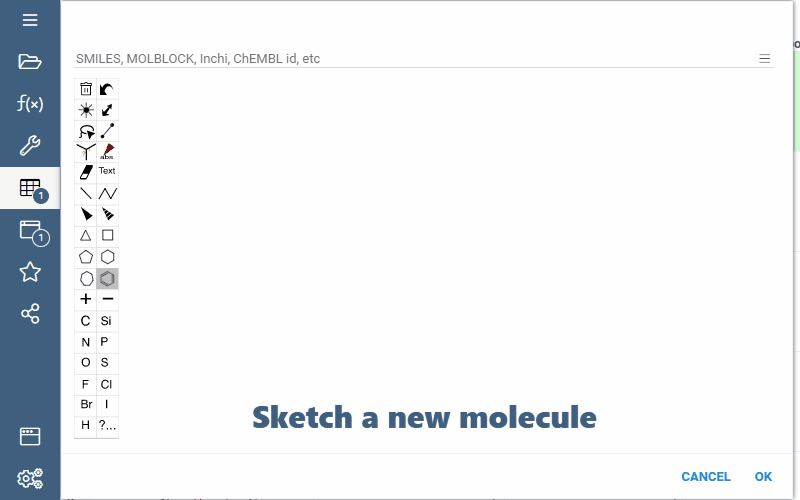 SMILES, MOLBLOCK, Inchi, ChEMBL id, etc
f(x)
1
1
abs
Text
C Si
N P
O S
F Cl
Br I
H ?...
Sketch a new molecule
CANCEL OK